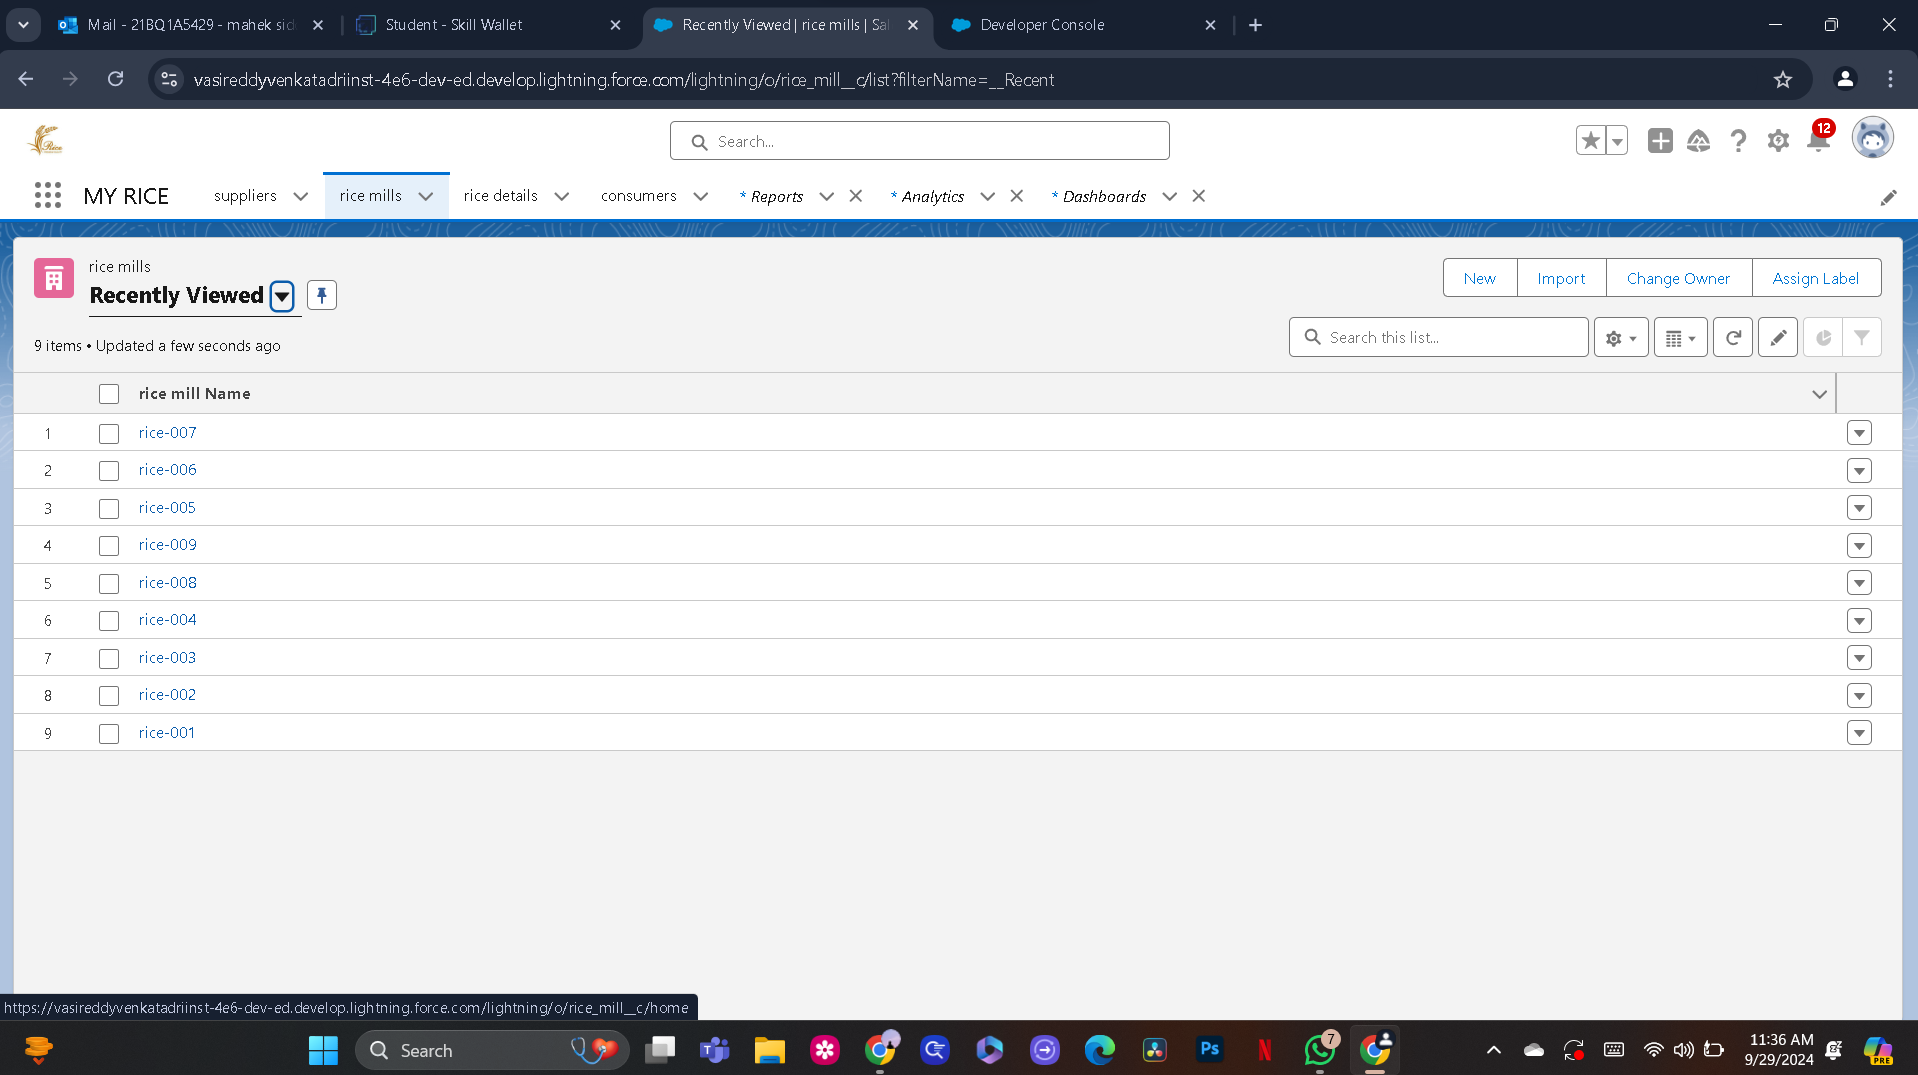 Mail - 21BQ1A5429 - mahek sid
Student - Skill Wallet
Recently Viewed | rice mills | Sal
Developer Console
vasireddyvenkatadriinst-4e6-dev-ed.develop.lightning.force.com/lightning/o/rice_mill__c/list?filterName=__Recent
Rice
Search...
12
MY RICE
suppliers
rice mills
rice details
consumers
* Reports
* Analytics
* Dashboards
rice mills
Recently Viewed
New
Import
Change Owner
Assign Label
9 items • Updated a few seconds ago
Search this list...
rice mill Name
1 rice-007
2 rice-006
3 rice-005
4 rice-009
5 rice-008
6 rice-004
7 rice-003
8 rice-002
9 rice-001
https://vasireddyvenkatadriinst-4e6-dev-ed.develop.lightning.force.com/lightning/o/rice_mill__c/home
Search
Ps
7
11:36 AM
9/29/2024
PRE